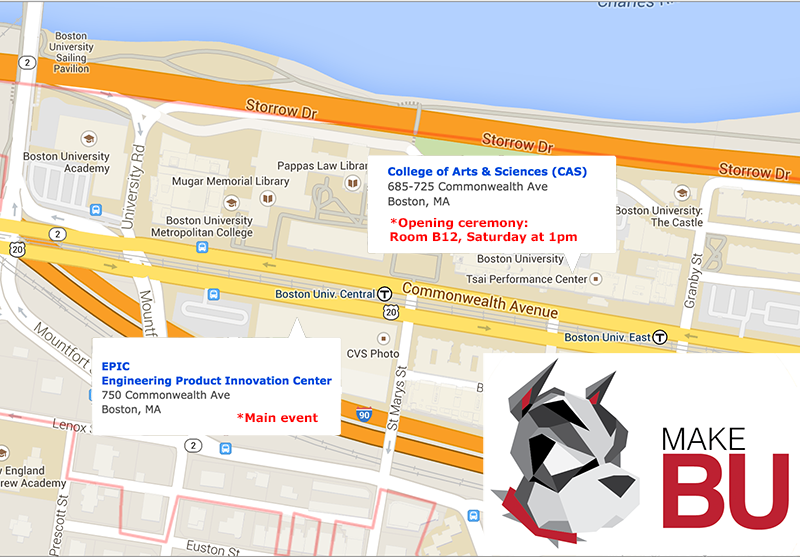 Charles R
Boston
University
Sailing
Pavilion
2
Storrow Dr
Storrow Dr
Storrow Dr
Boston University
Academy
University Rd
Pappas Law Librar
Mugar Memorial Library
Boston University
Metropolitan College
College of Arts & Sciences (CAS)
685-725 Commonwealth Ave
Boston, MA
*Opening ceremony:
Room B12, Saturday at 1pm
Boston University:
The Castle
Granby St
2
20
Boston University
Tsai Performance Center
Boston Univ. Central T
20
Commonwealth Avenue
Boston Univ. East T
Mountfort St
Mountf
CVS Photo
St Marys St
B
EPIC
Engineering Product Innovation Center
750 Commonwealth Ave
Boston, MA
*Main event
90
Lenox S
2
w England
rew Academy
Prescott St
Euston St
MAKE
BU